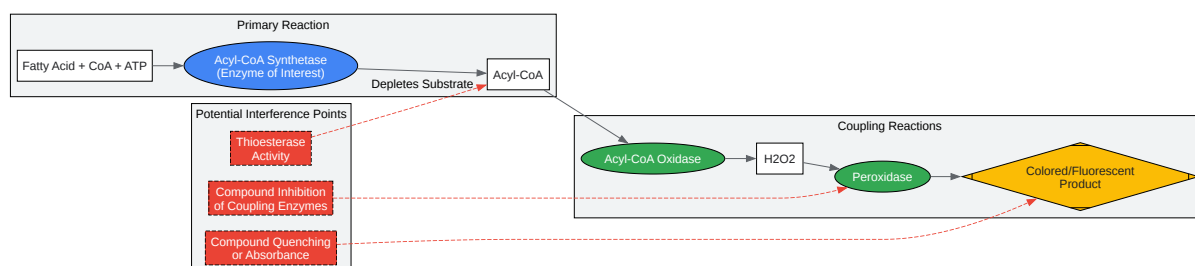 Primary Reaction
Fatty Acid + CoA + ATP
Acyl-CoA Synthetase
(Enzyme of Interest)
Acyl-CoA
Depletes Substrate
Potential Interference Points
Thioesterase
Activity
Compound Inhibition
of Coupling Enzymes
Compound Quenching
or Absorbance
Coupling Reactions
Acyl-CoA Oxidase
H2O2
Peroxidase
Colored/Fluorescent
Product